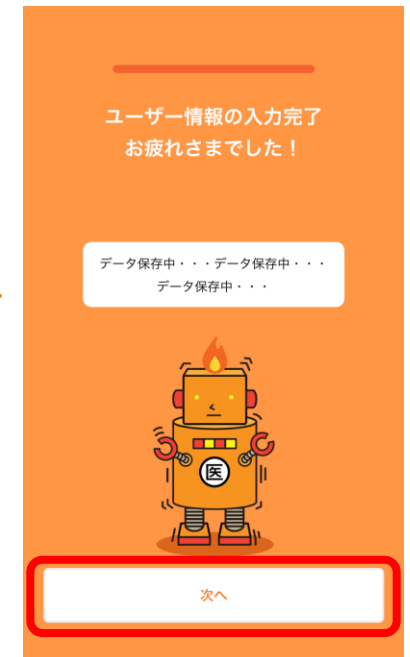 ユーザー情報の入力完了
お疲れさまでした！
データ保存中・・・データ保存中・・・
データ保存中・・・
医
次へ